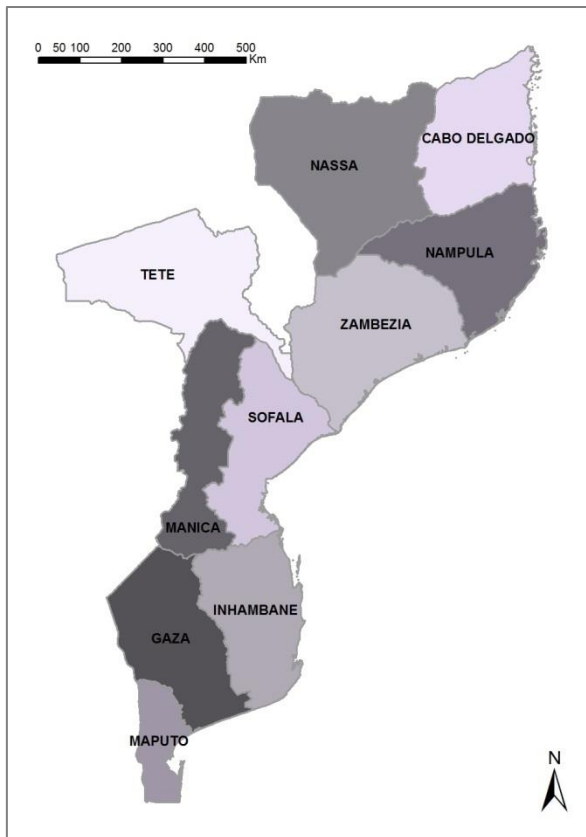 0 50 100 200 300 400 500
Km
CABO DELGADO
NASSA
NAMPULA
TETE
ZAMBEZIA
SOFALA
MANICA
INHAMBANE
GAZA
MAPUTO
N